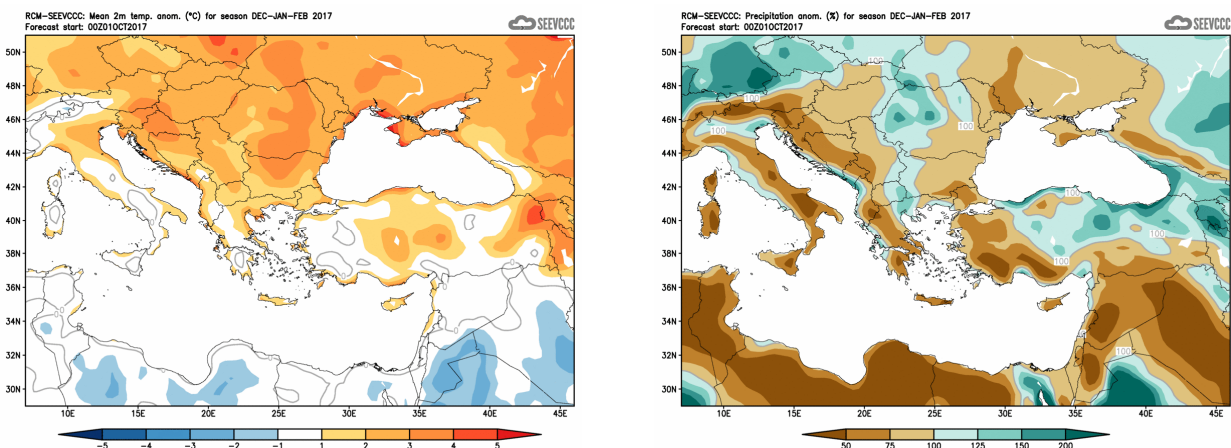 RCM-SEEVCCC: Mean 2m temp. anom. (°C) for season DEC-JAN-FEB 2017
Forecast start: 00Z01OCT2017
SEEVCCC
50N
48N
46N
44N
42N
40N
38N
36N
34N
32N
30N
10E 15E 20E 25E 30E 35E 40E 45E
-5 -4 -3 -2 -1 1 2 3 4 5
RCM-SEEVCCC: Precipitation anom. (%) for season DEC-JAN-FEB 2017
Forecast start: 00Z01OCT2017
SEEVCCC
50N
48N
46N
44N
42N
40N
38N
36N
34N
32N
30N
100
100
100
100
100
100
100
100
10E 15E 20E 25E 30E 35E 40E 45E
50 75 100 125 150 200